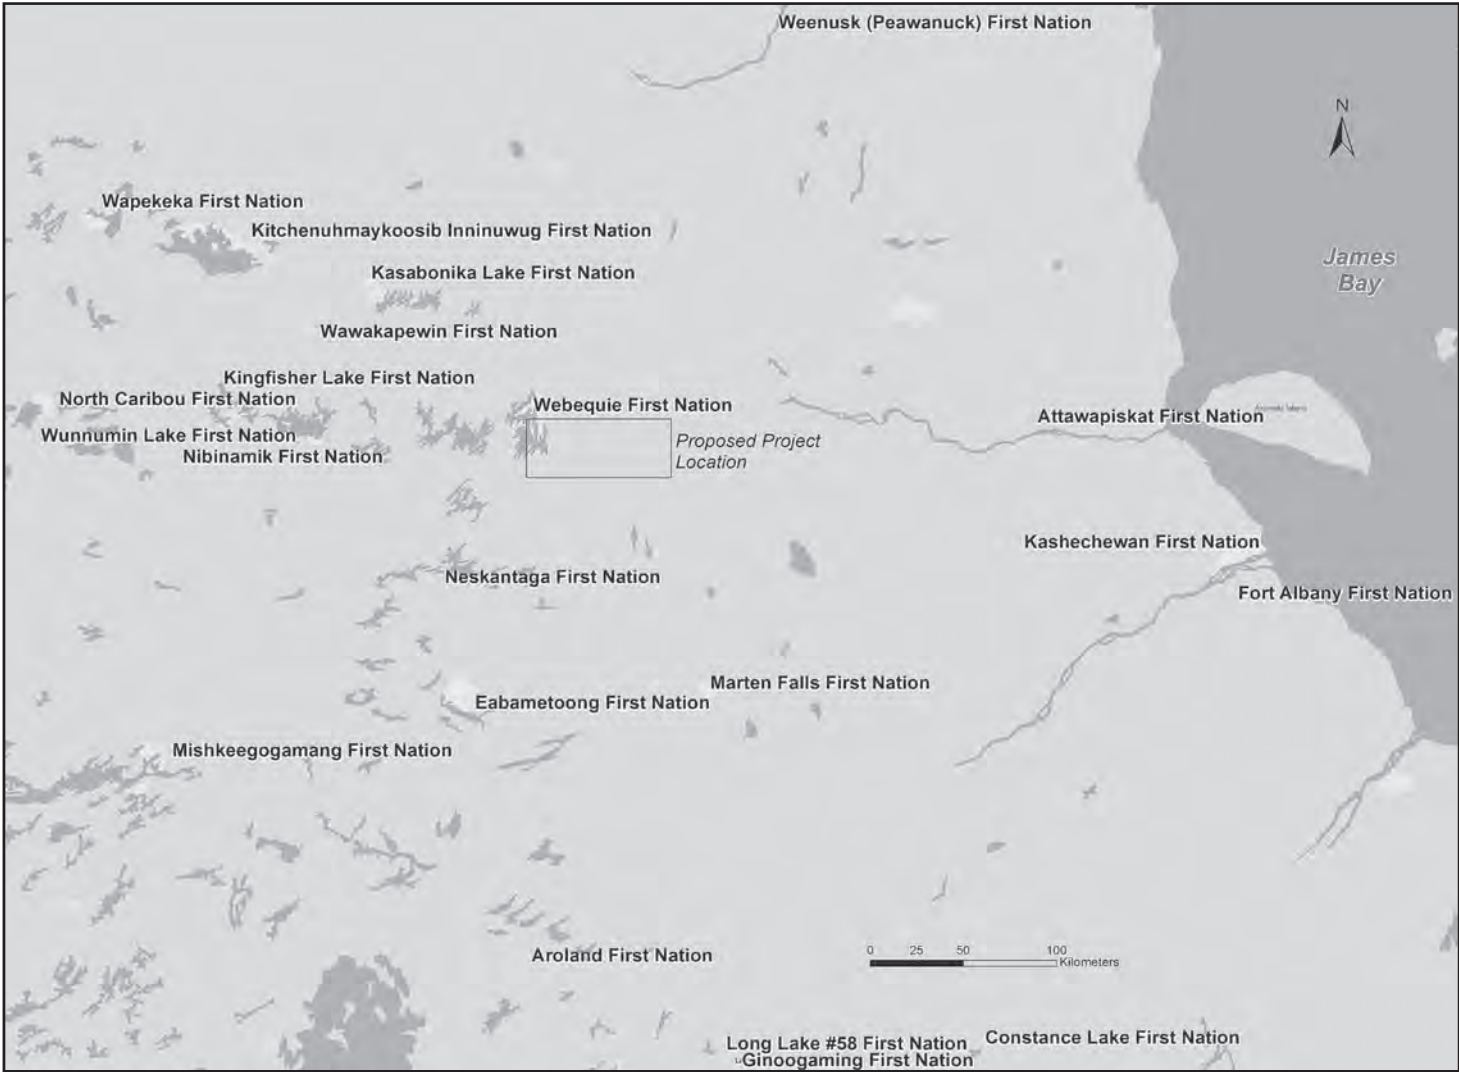 Weenusk (Peawanuck) First Nation
N
Wapekeka First Nation
Kitchenuhmaykoosib Inninuwug First Nation
James
Bay
Kasabonika Lake First Nation
Wawakapewin First Nation
Kingfisher Lake First Nation
North Caribou First Nation
Webequie First Nation
Attawapiskat First Nation
Wunnumin Lake First Nation
Proposed Project
Location
Nibinamik First Nation
Kashechewan First Nation
Neskantaga First Nation
Fort Albany First Nation
Marten Falls First Nation
Eabametoong First Nation
Mishkeegogamang First Nation
0 25 50 100
Kilometers
Aroland First Nation
Long Lake #58 First Nation
Constance Lake First Nation
Ginoogaming First Nation